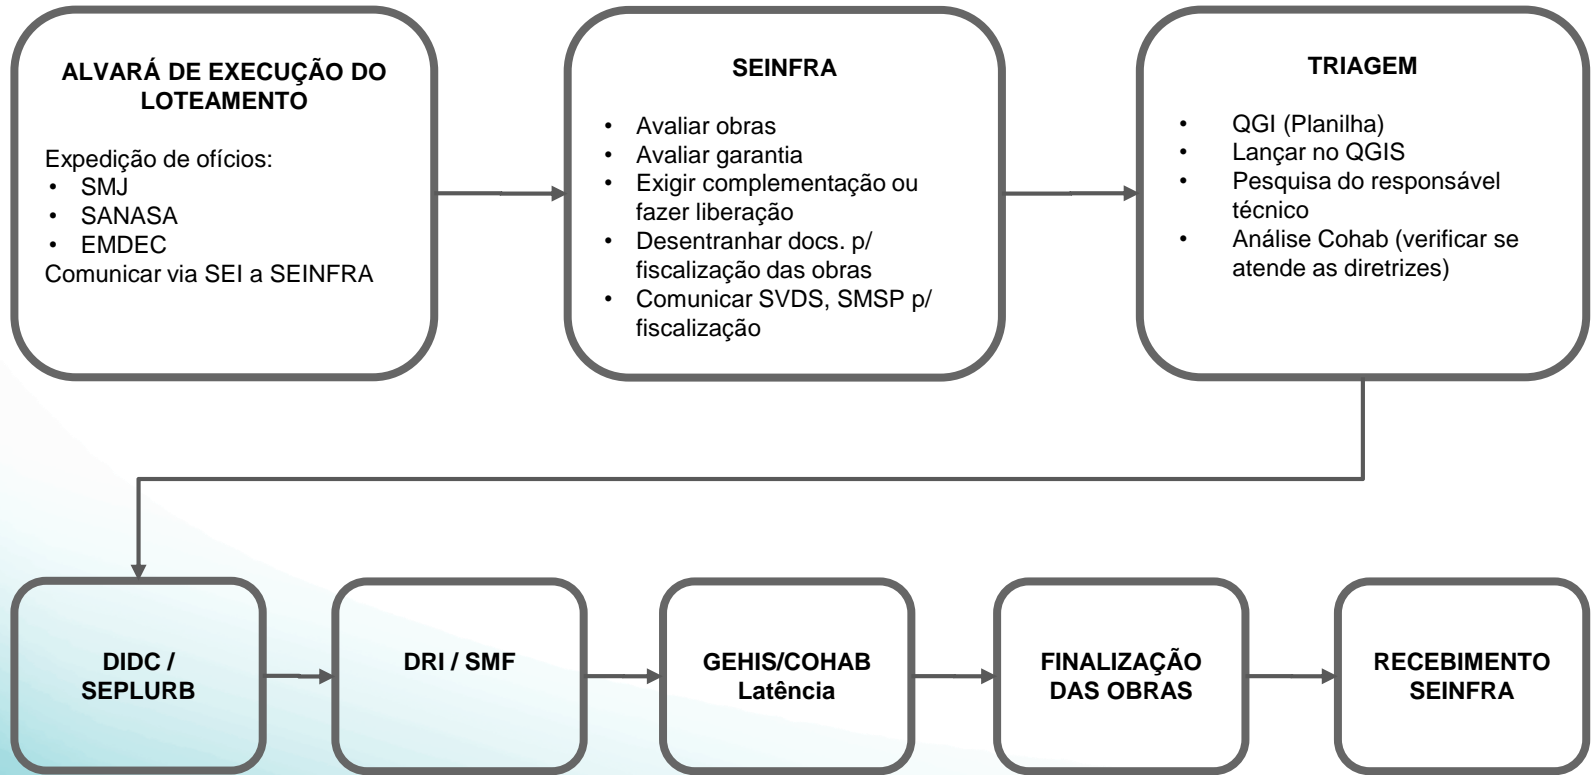 ALVARÁ DE EXECUÇÃO DO
LOTEAMENTO
Expedição de ofícios:
• SMJ
• SANASA
• EMDEC
Comunicar via SEI a SEINFRA
SEINFRA
• Avaliar obras
• Avaliar garantia
• Exigir complementação ou
fazer liberação
• Desentranhar docs. p/
fiscalização das obras
• Comunicar SVDS, SMSP p/
fiscalização
TRIAGEM
• QGI (Planilha)
• Lançar no QGIS
• Pesquisa do responsável
técnico
• Análise Cohab (verificar se
atende as diretrizes)
DIDC /
SEPLURB
DRI / SMF
GEHIS/COHAB
Latência
FINALIZAÇÃO
DAS OBRAS
RECEBIMENTO
SEINFRA